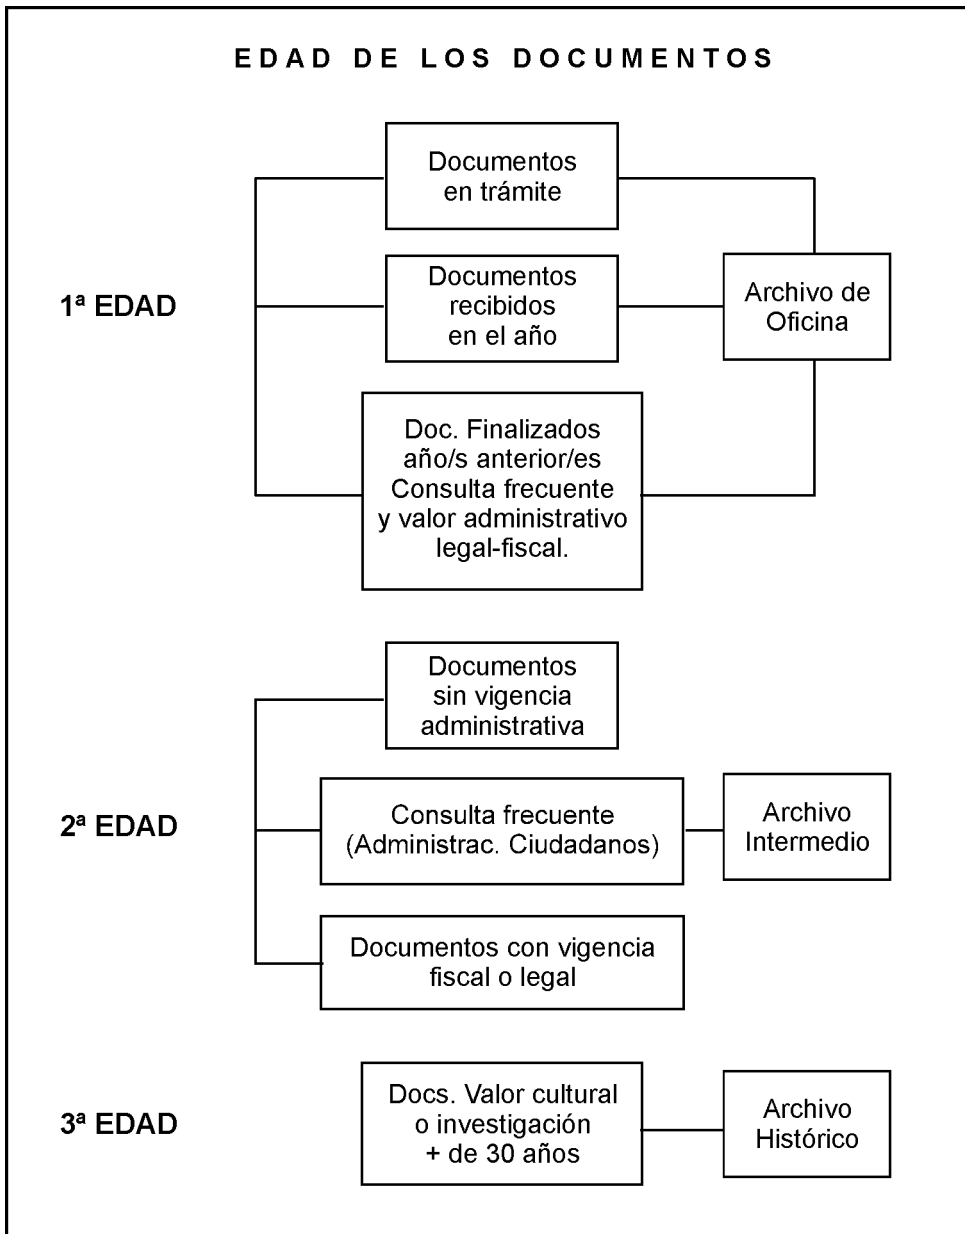 EDAD DE LOS DOCUMENTOS
Documentos
en trámite
1ª EDAD
Documentos
recibidos
en el año
Archivo de
Oficina
Doc. Finalizados
año/s anterior/es
Consulta frecuente
y valor administrativo
legal-fiscal.
Documentos
sin vigencia
administrativa
2ª EDAD
Consulta frecuente
(Administrac. Ciudadanos)
Archivo
Intermedio
Documentos con vigencia
fiscal o legal
3ª EDAD
Docs. Valor cultural
o investigación
+ de 30 años
Archivo
Histórico